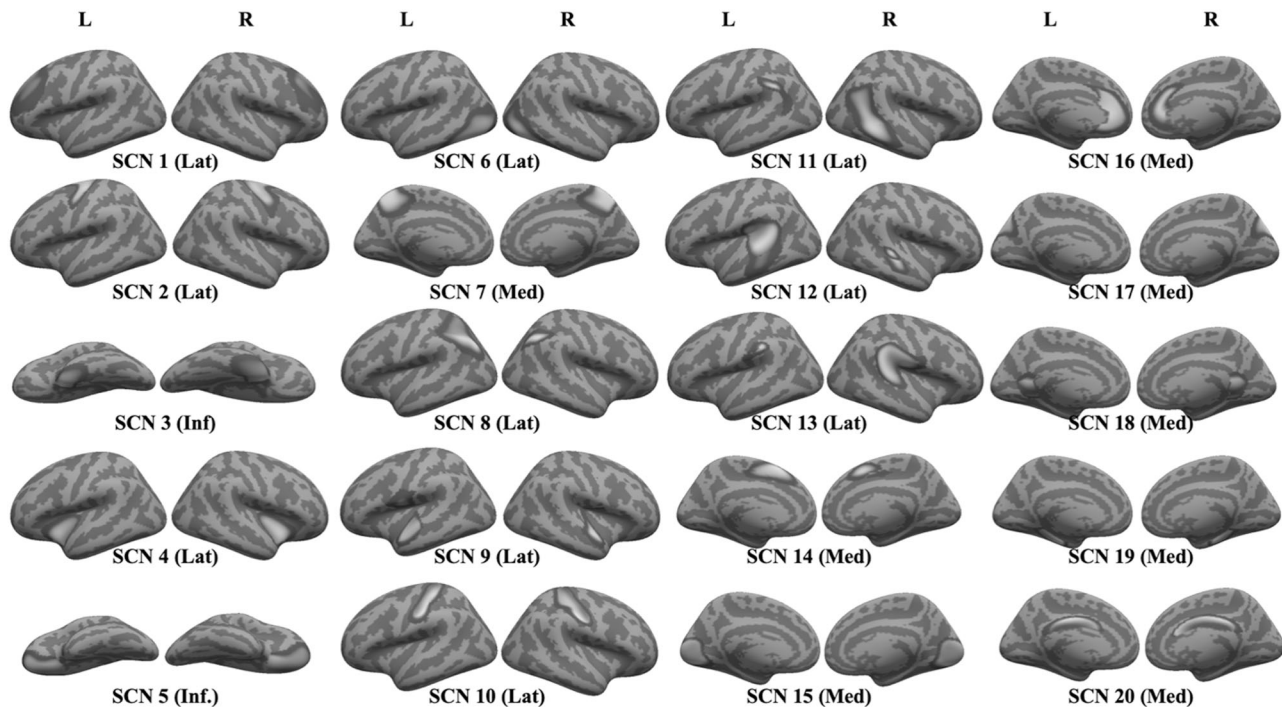 L R L R L R L R
SCN 1 (Lat) SCN 6 (Lat) SCN 11 (Lat) SCN 16 (Med)
SCN 2 (Lat) SCN 7 (Med) SCN 12 (Lat) SCN 17 (Med)
SCN 3 (Inf) SCN 8 (Lat) SCN 13 (Lat) SCN 18 (Med)
SCN 4 (Lat) SCN 9 (Lat) SCN 14 (Med) SCN 19 (Med)
SCN 5 (Inf.) SCN 10 (Lat) SCN 15 (Med) SCN 20 (Med)